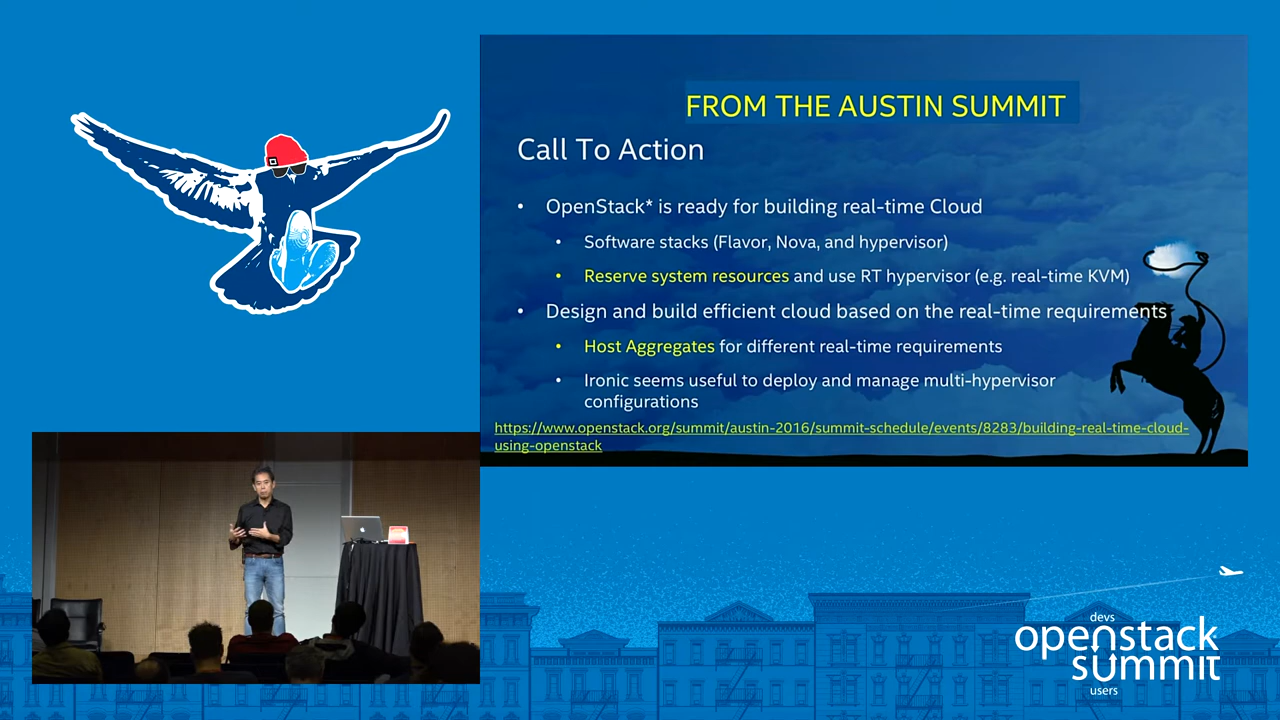 FROM THE AUSTIN SUMMIT
Call To Action
• OpenStack* is ready for building real-time Cloud
• Software stacks (Flavor, Nova, and hypervisor)
• Reserve system resources and use RT hypervisor (e.g. real-time KVM)
• Design and build efficient cloud based on the real-time requirements
• Host Aggregates for different real-time requirements
• Ironic seems useful to deploy and manage multi-hypervisor
configurations
https://www.openstack.org/summit/austin-2016/summit-schedule/events/8283/building-real-time-cloud-
using-openstack
devs
openstack
summit
users